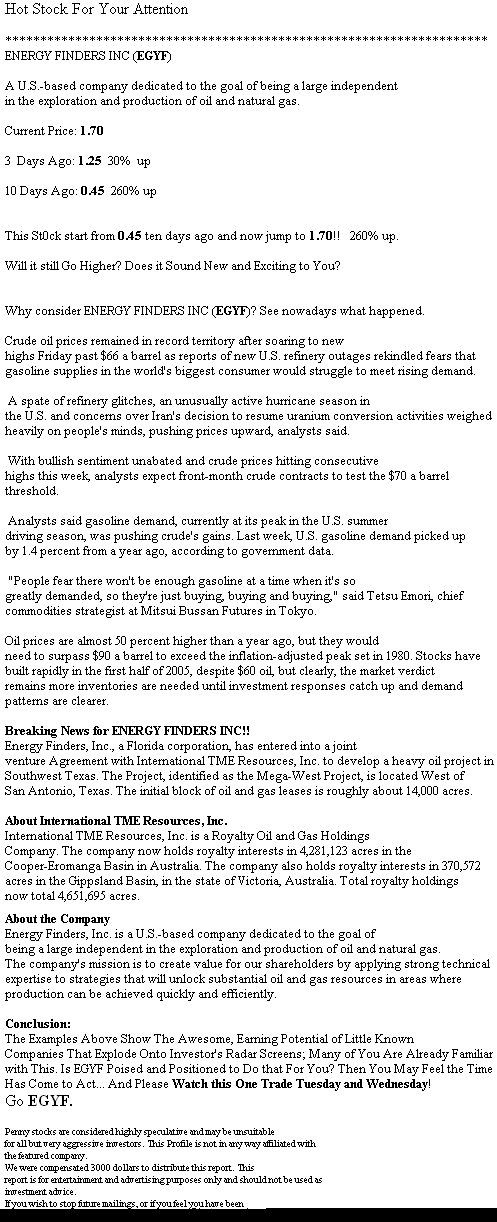 Hot Stock For Your Attention
**********************************************************************
ENERGY FINDERS INC (EGYF)
A U.S.-based company dedicated to the goal of being a large independent
in the exploration and production of oil and natural gas.
Current Price: 1.70
3 Days Ago: 1.25 30% up
10 Days Ago: 0.45 260% up
This St0ck start from 0.45 ten days ago and now jump to 1.70!! 260% up.
Will it still Go Higher? Does it Sound New and Exciting to You?
Why consider ENERGY FINDERS INC (EGYF)? See nowadays what happened.
Crude oil prices remained in record territory after soaring to new
highs Friday past $66 a barrel as reports of new U.S. refinery outages rekindled fears that
gasoline supplies in the world's biggest consumer would struggle to meet rising demand.
A spate of refinery glitches, an unusually active hurricane season in
the U.S. and concerns over Iran's decision to resume uranium conversion activities weighed
heavily on people's minds, pushing prices upward, analysts said.
With bullish sentiment unabated and crude prices hitting consecutive
highs this week, analysts expect front-month crude contracts to test the $70 a barrel
threshold.
Analysts said gasoline demand, currently at its peak in the U.S. summer
driving season, was pushing crude's gains. Last week, U.S. gasoline demand picked up
by 1.4 percent from a year ago, according to government data.
"People fear there won't be enough gasoline at a time when it's so
greatly demanded, so they're just buying, buying and buying," said Tetsu Emori, chief
commodities strategist at Mitsui Bussan Futures in Tokyo.
Oil prices are almost 50 percent higher than a year ago, but they would
need to surpass $90 a barrel to exceed the inflation-adjusted peak set in 1980. Stocks have
built rapidly in the first half of 2005, despite $60 oil, but clearly, the market verdict
remains more inventories are needed until investment responses catch up and demand
patterns are clearer.
Breaking News for ENERGY FINDERS INC!!
Energy Finders, Inc., a Florida corporation, has entered into a joint
venture Agreement with International TME Resources, Inc. to develop a heavy oil project in
Southwest Texas. The Project, identified as the Mega-West Project, is located West of
San Antonio, Texas. The initial block of oil and gas leases is roughly about 14,000 acres.
About International TME Resources, Inc.
International TME Resources, Inc. is a Royalty Oil and Gas Holdings
Company. The company now holds royalty interests in 4,281,123 acres in the
Cooper-Eromanga Basin in Australia. The company also holds royalty interests in 370,572
acres in the Gippsland Basin, in the state of Victoria, Australia. Total royalty holdings
now total 4,651,695 acres.
About the Company
Energy Finders, Inc. is a U.S.-based company dedicated to the goal of
being a large independent in the exploration and production of oil and natural gas.
The company's mission is to create value for our shareholders by applying strong technical
expertise to strategies that will unlock substantial oil and gas resources in areas where
production can be achieved quickly and efficiently.
Conclusion:
The Examples Above Show The Awesome, Earning Potential of Little Known
Companies That Explode Onto Investor's Radar Screens; Many of You Are Already Familiar
with This. Is EGYF Poised and Positioned to Do that For You? Then You May Feel the Time
Has Come to Act... And Please Watch this One Trade Tuesday and Wednesday!
Go EGYF.
Penny stocks are considered highly speculative and may be unsuitable
for all but very aggressive investors. This Profile is not in any way affiliated with
the featured company.
We were compensated 3000 dollars to distribute this report. This
report is for entertainment and advertising purposes only and should not be used as
investment advice.
If you wish to stop future mailings, or if you feel you have been